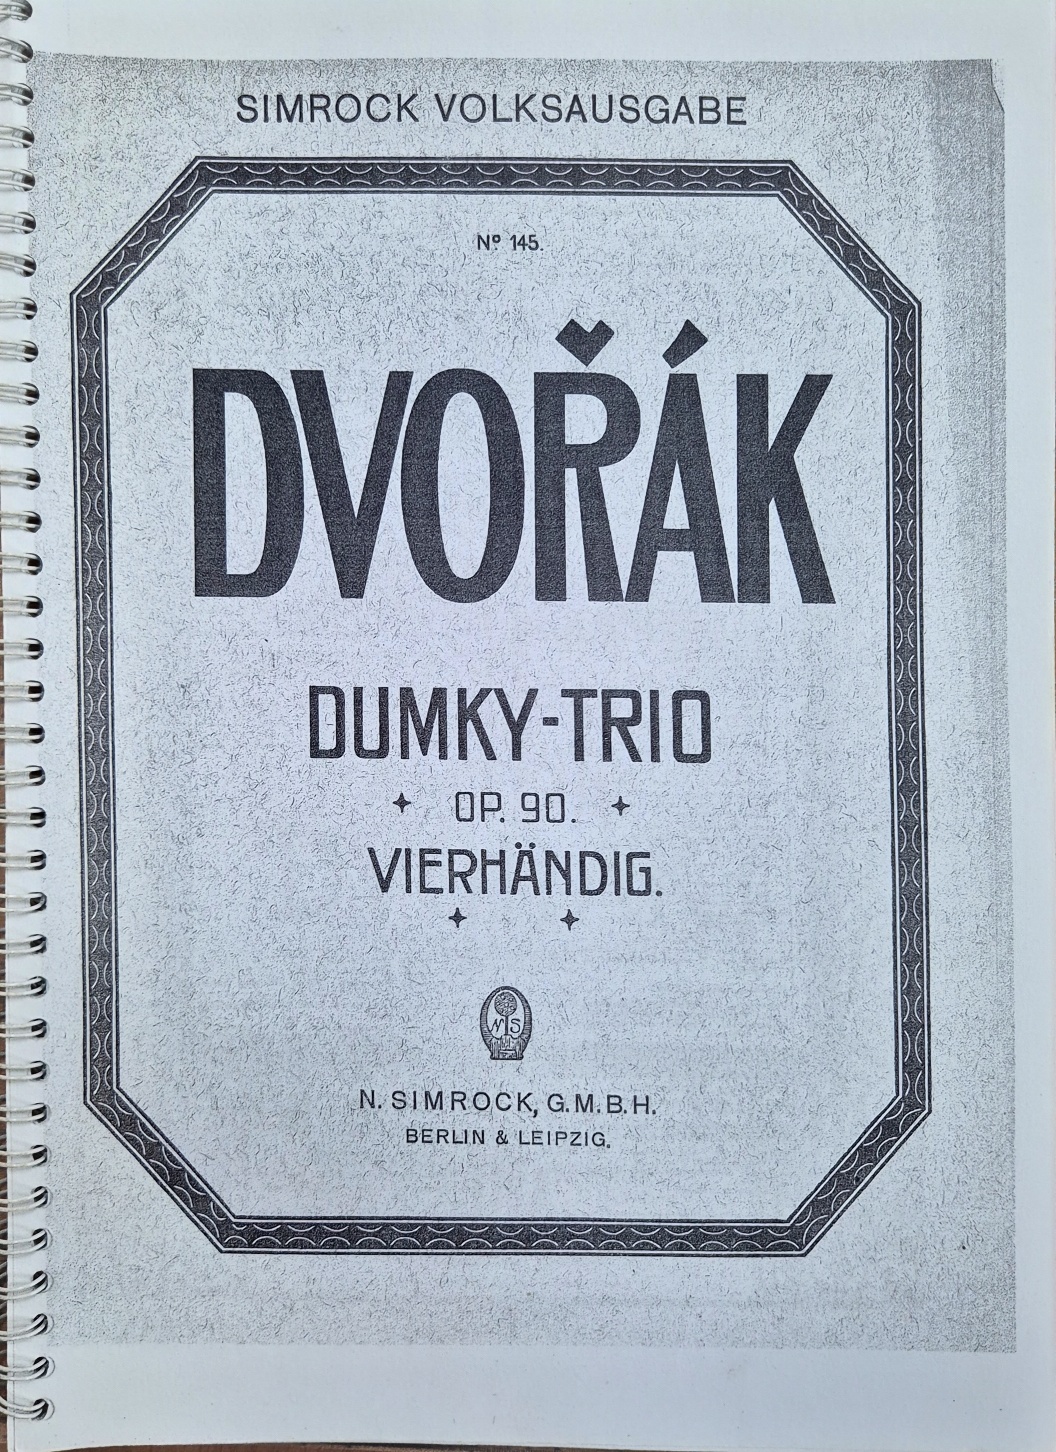 SIMROCK VOLKSAUSGABE
Nº 145.
DVOŘÁK
DUMKY-TRIO
OP. 90.
VIERHÄNDIG.
N S
N. SIMROCK, G.M.B.H.
BERLIN & LEIPZIG.